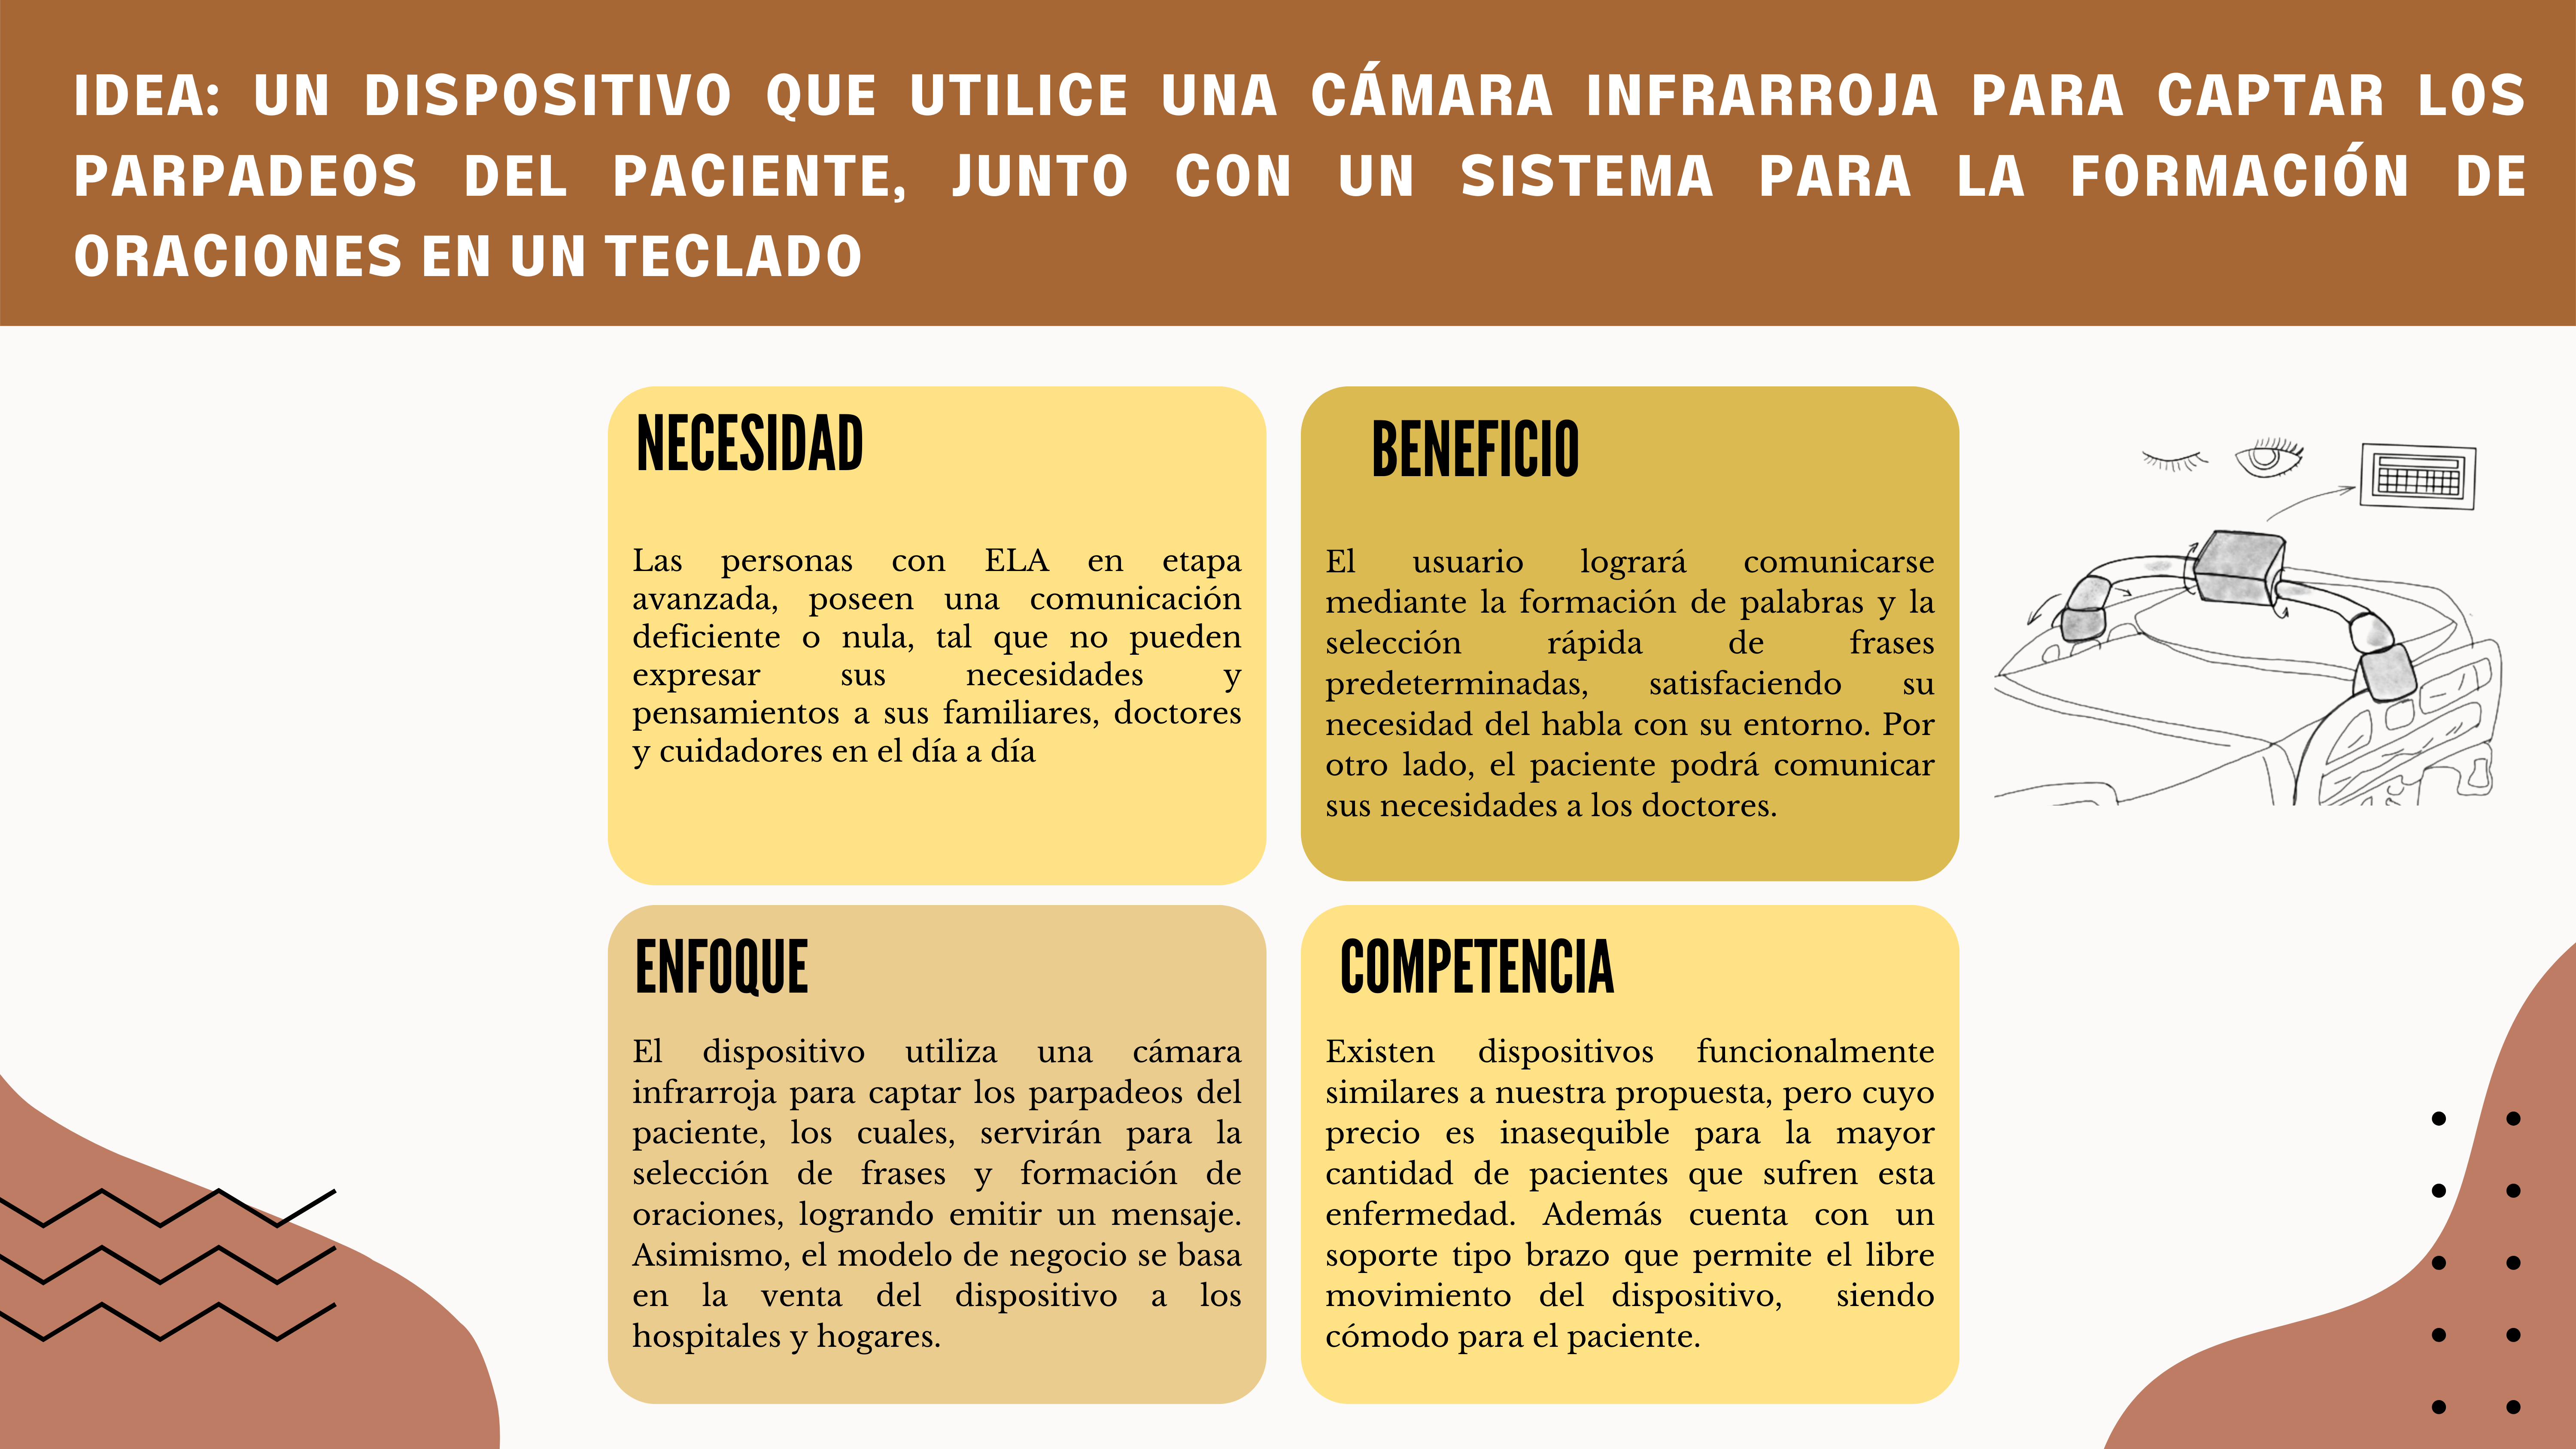 IDEA: UN DISPOSITIVO QUE UTILICE UNA CÁMARA INFRARROJA PARA CAPTAR LOS
PARPADEOS DEL PACIENTE, JUNTO CON UN SISTEMA PARA LA FORMACIÓN DE
ORACIONES EN UN TECLADO
NECESIDAD
Las personas con ELA en etapa
avanzada, poseen una comunicación
deficiente o nula, tal que no pueden
expresar sus necesidades y
pensamientos a sus familiares, doctores
y cuidadores en el día a día
BENEFICIO
El usuario logrará comunicarse
mediante la formación de palabras y la
selección rápida de frases
predeterminadas, satisfaciendo su
necesidad del habla con su entorno. Por
otro lado, el paciente podrá comunicar
sus necesidades a los doctores.
ENFOQUE
El dispositivo utiliza una cámara
infrarroja para captar los parpadeos del
paciente, los cuales, servirán para la
selección de frases y formación de
oraciones, logrando emitir un mensaje.
Asimismo, el modelo de negocio se basa
en la venta del dispositivo a los
hospitales y hogares.
COMPETENCIA
Existen dispositivos funcionalmente
similares a nuestra propuesta, pero cuyo
precio es inasequible para la mayor
cantidad de pacientes que sufren esta
enfermedad. Además cuenta con un
soporte tipo brazo que permite el libre
movimiento del dispositivo, siendo
cómodo para el paciente.